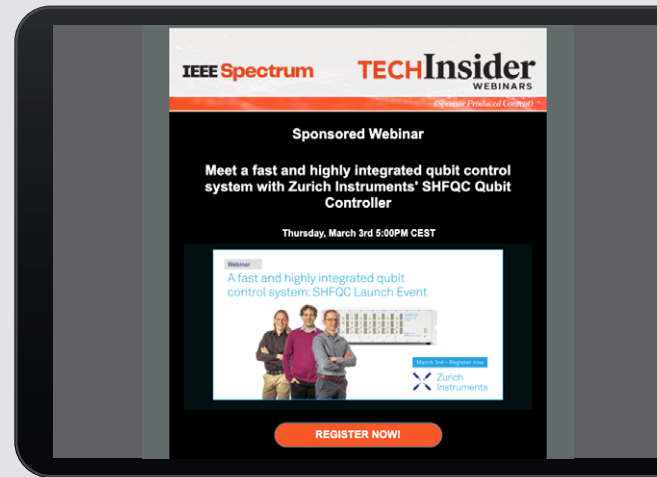 IEEE Spectrum
TECHInsider
WEBINARS
(Sponsor Produced Content)
Sponsored Webinar
Meet a fast and highly integrated qubit control
system with Zurich Instruments' SHFQC Qubit
Controller
Thursday, March 3rd 5:00PM CEST
Webinar
A fast and highly integrated qubit
control system: SHFQC Launch Event
March 3rd – Register now
Zurich
Instruments
REGISTER NOW!